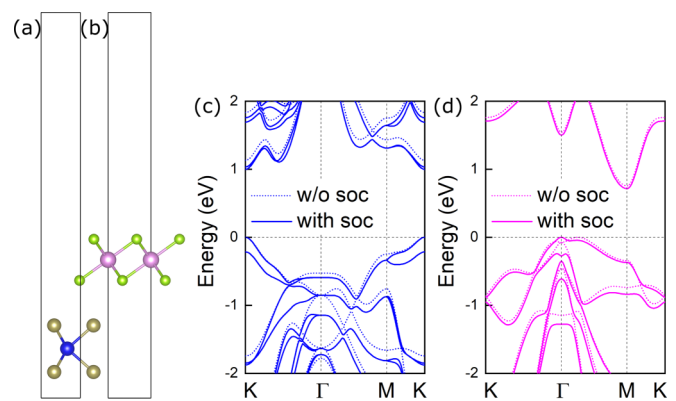 (a) (b)
(c) (d)
2 2
1 1
w/o soc w/o soc
with soc with soc
0 0
-1 -1
-2 -2
Energy (eV) Energy (eV)
K Γ M K K Γ M K